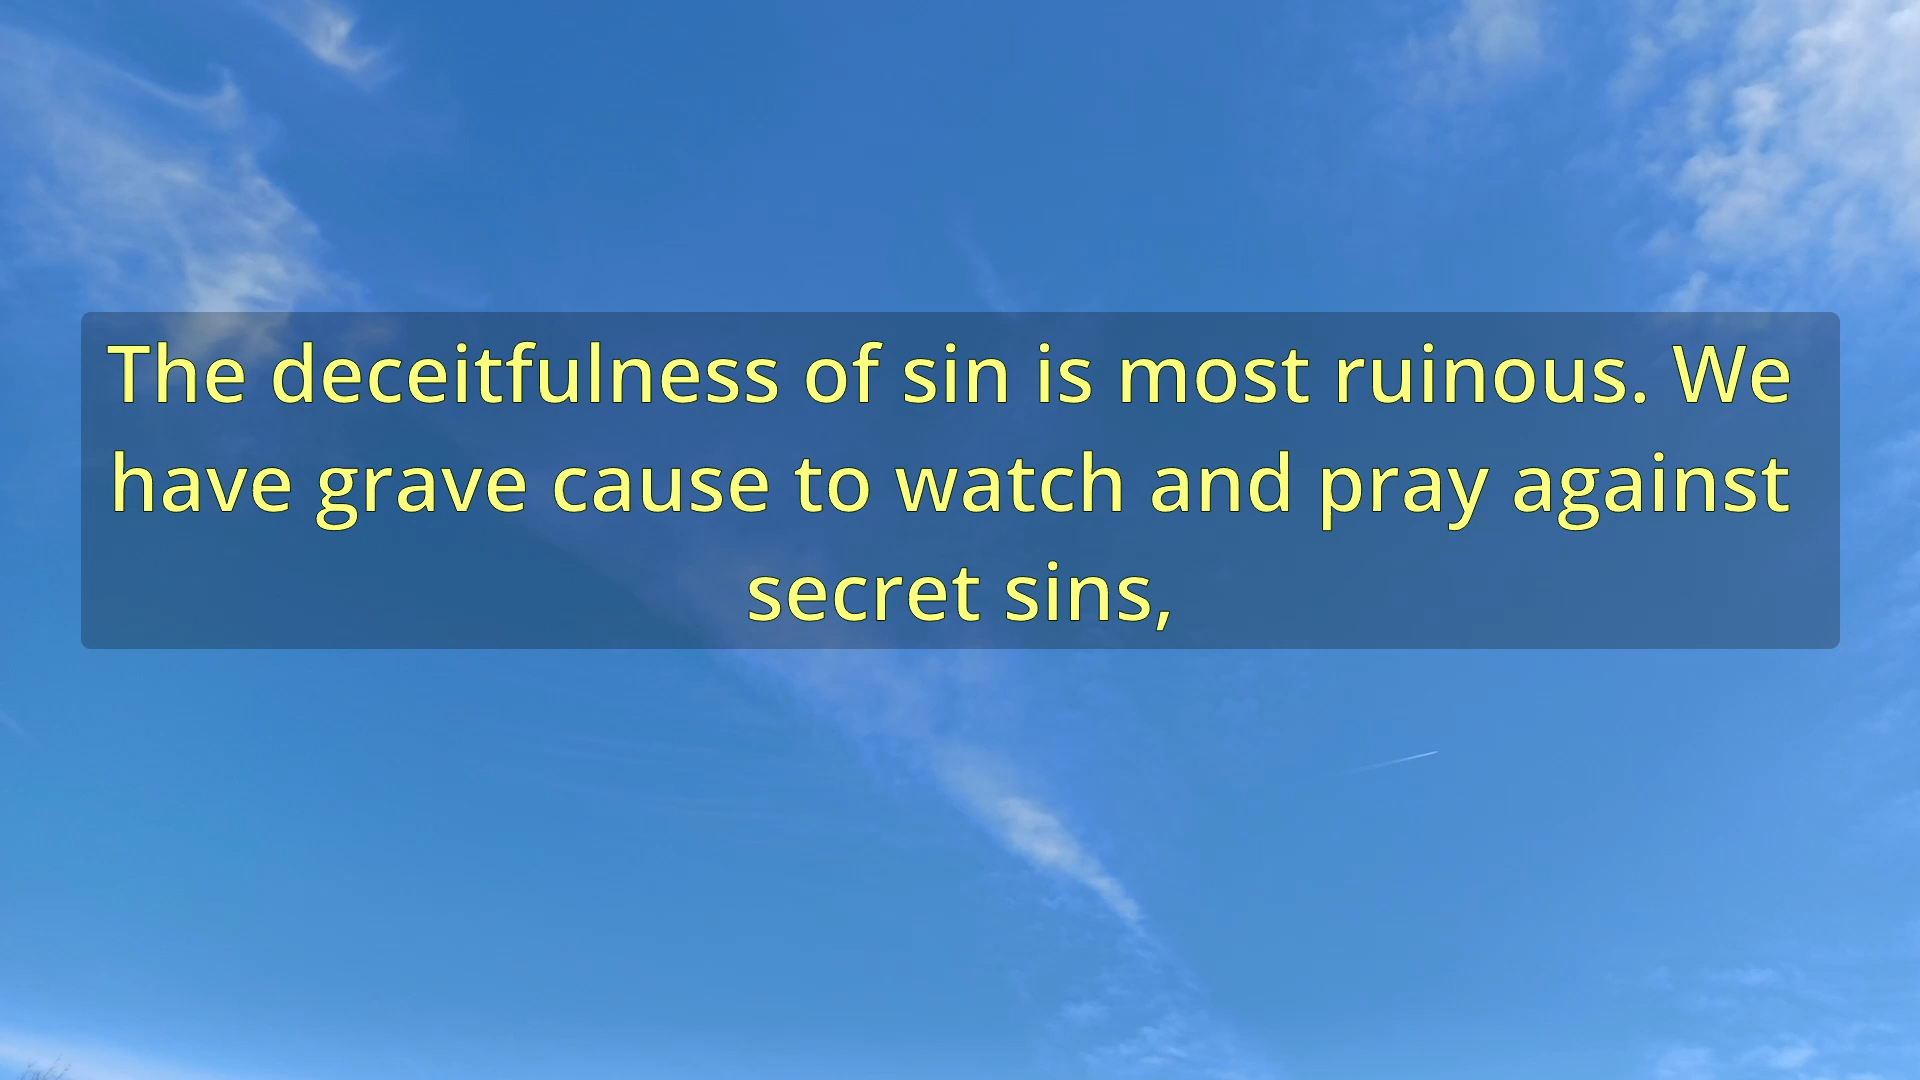 The deceitfulness of sin is most ruinous. We
have grave cause to watch and pray against
secret sins,